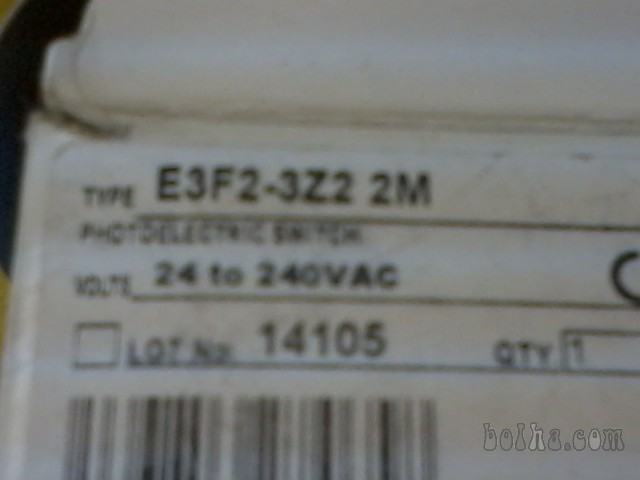 TYPE E3F2-3Z2 2M
PHOTOELECTRIC SWITCH
VOLTS 24 to 240VAC
LOT No. 14105 QTY 1
bolha.com